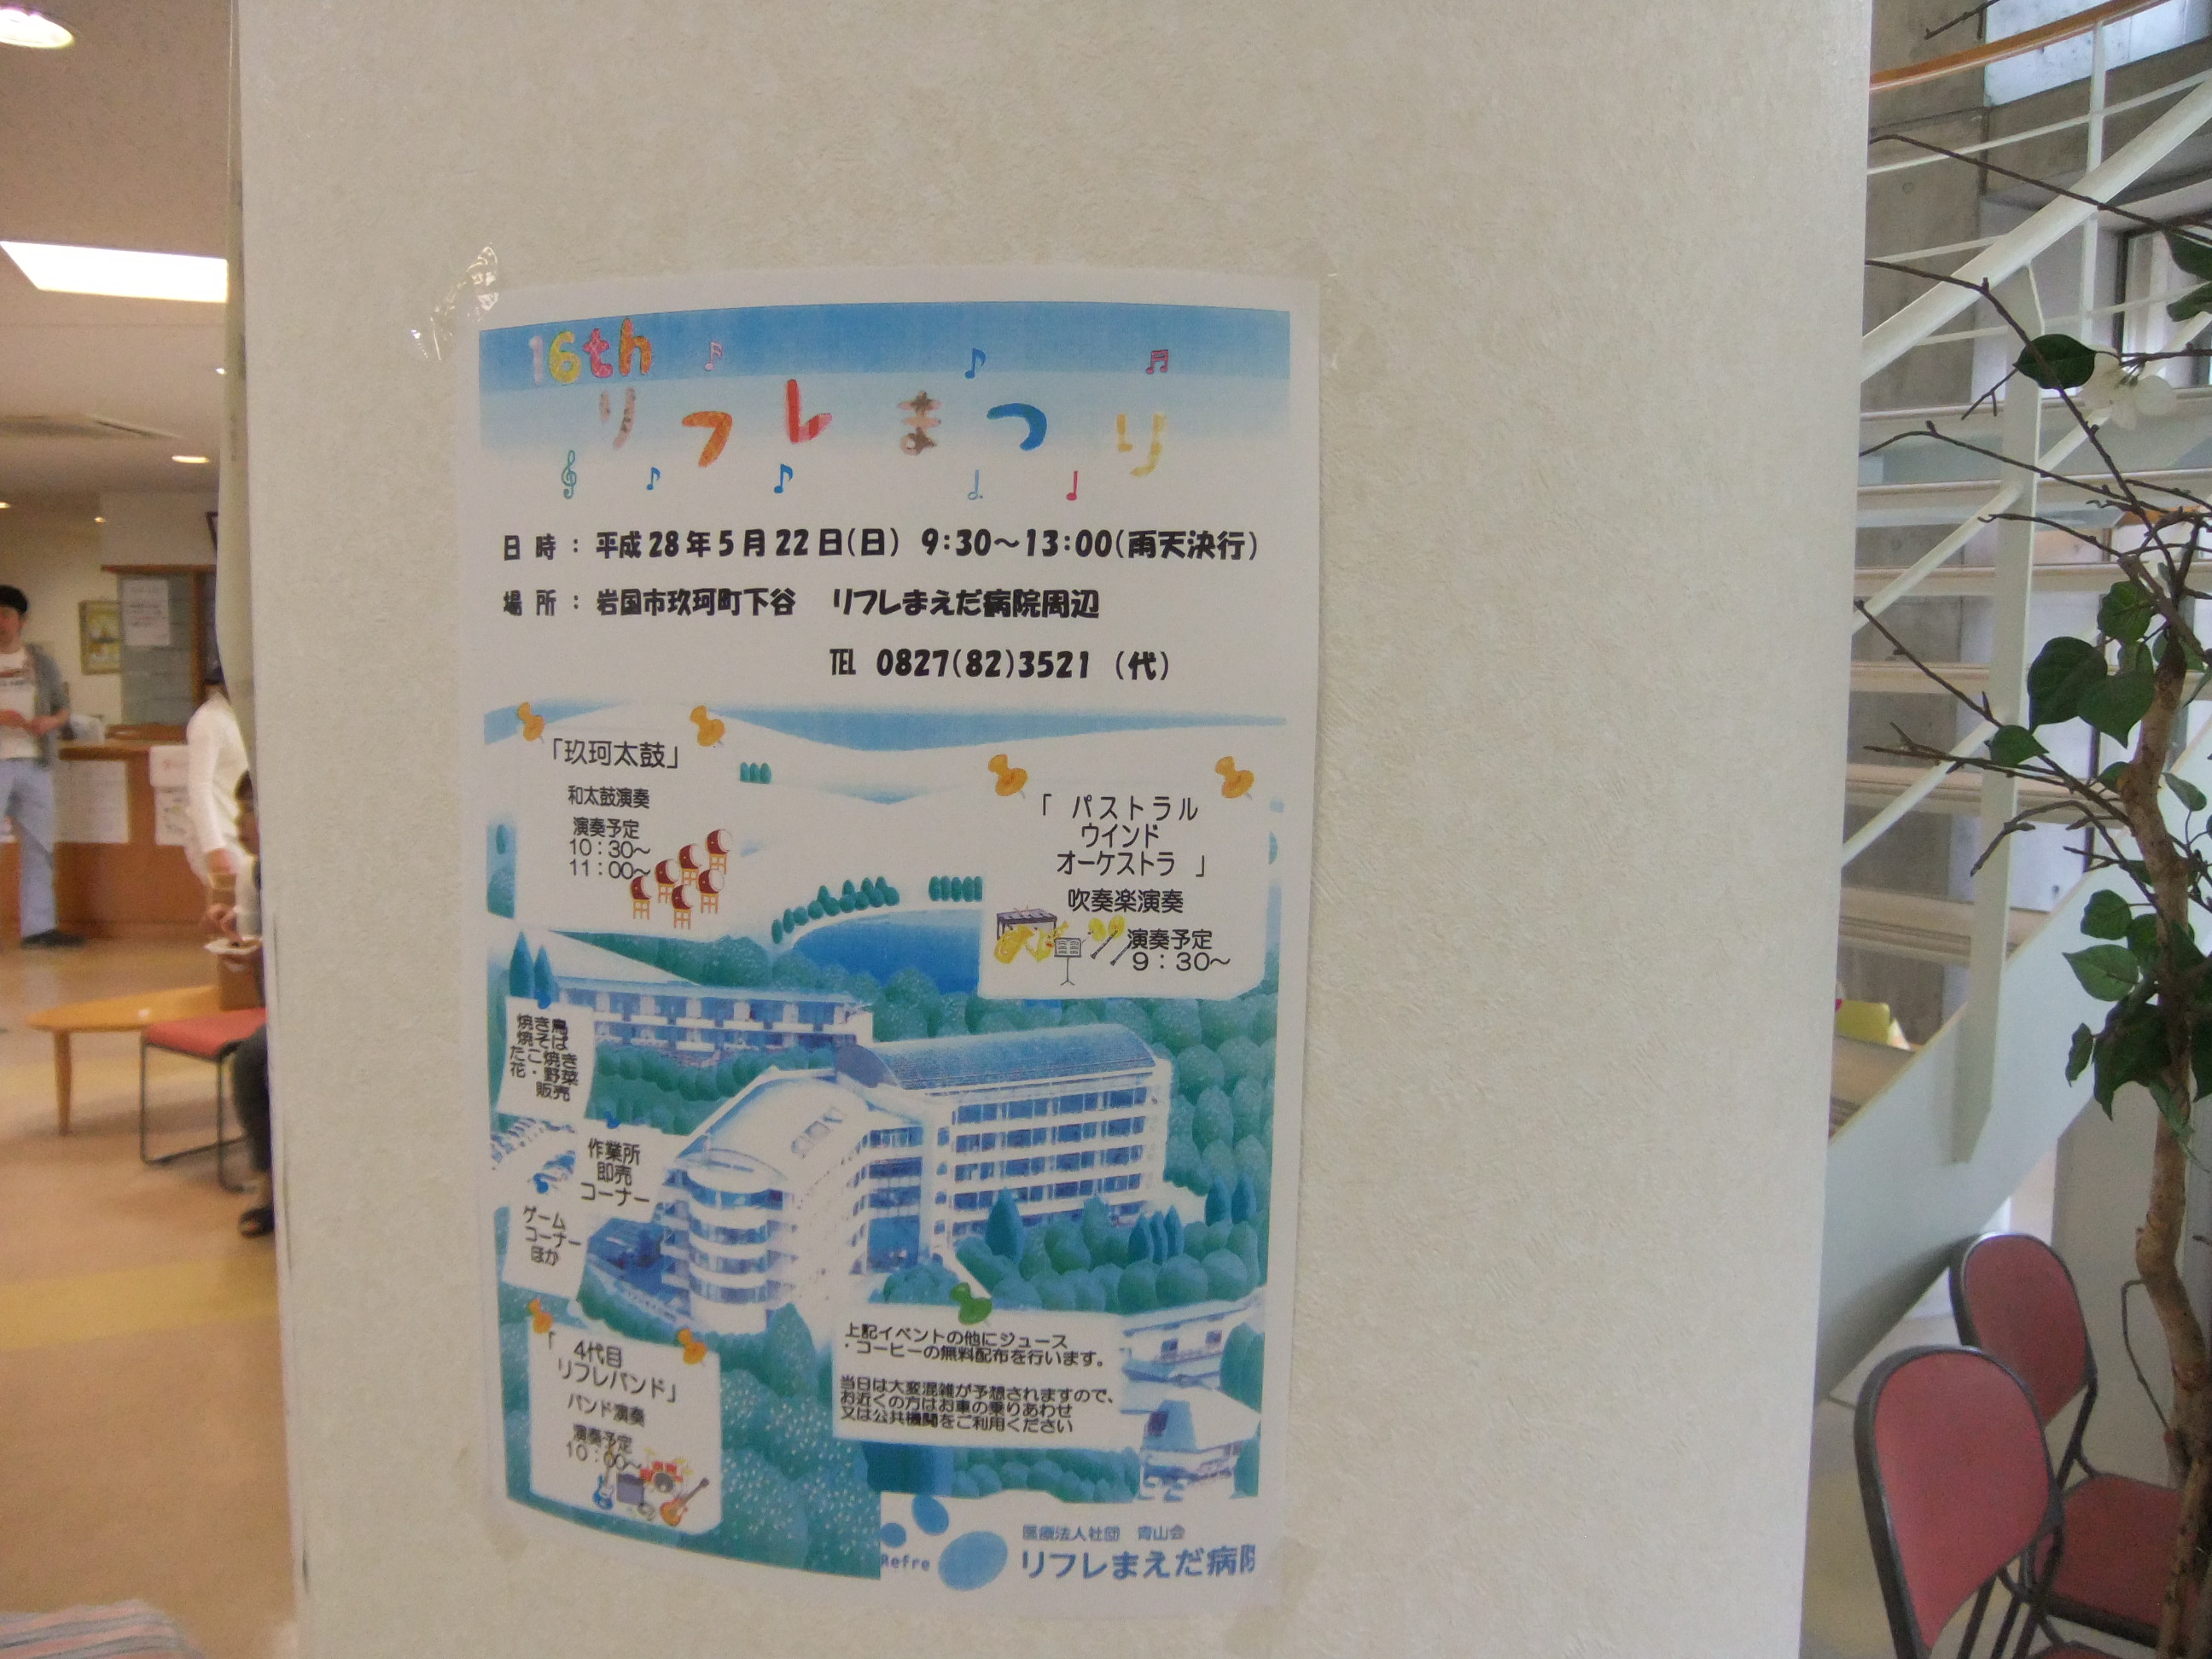 16th
リフレまつり
日時：平成28年5月22日(日) 9:30～13:00(雨天決行)
場所：岩国市玖珂町下谷 リフレまえだ病院周辺
TEL 0827(82)3521 (代)
「玖珂太鼓」
和太鼓演奏
演奏予定
10：30～
11：00～
「 パストラル
ウインド
オーケストラ 」
吹奏楽演奏
演奏予定
9：30～
焼き鳥
焼そば
たこ焼き
花・野菜
販売
作業所
即売
コーナー
ゲーム
コーナー
ほか
「 4代目
リフレバンド」
バンド演奏
演奏予定
10：00～
上記イベントの他にジュース
・コーヒーの無料配布を行います。
当日は大変混雑が予想されますので、
お近くの方はお車の乗りあわせ
又は公共機関をご利用ください
Refre
医療法人社団 青山会
リフレまえだ病院